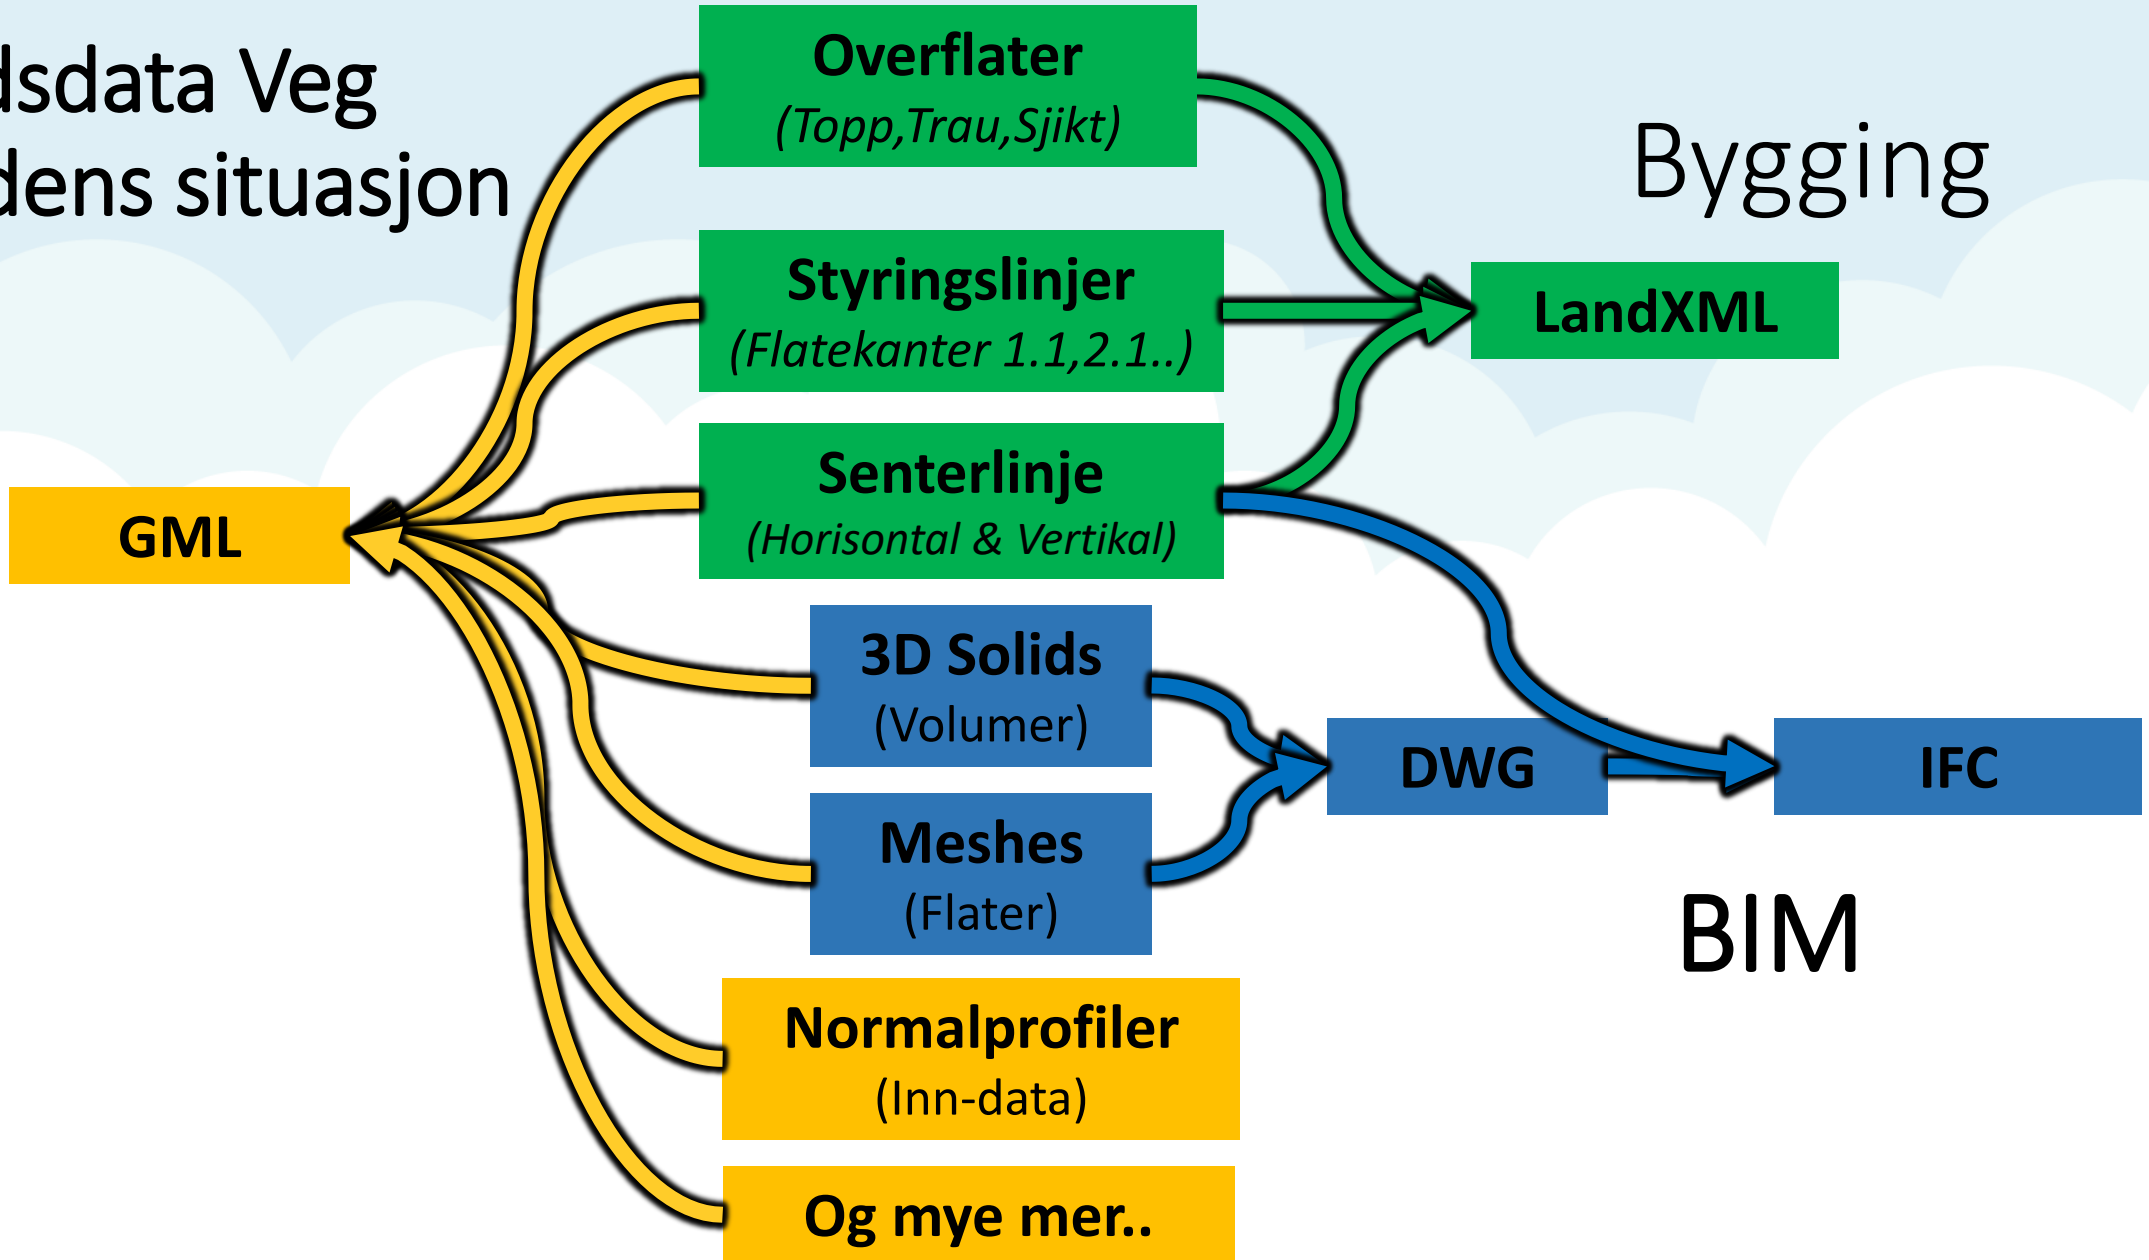 dsdata Veg
dens situasjon
Overflater
(Topp,Trau,Sjikt)
Bygging
Styringslinjer
(Flatekanter 1.1,2.1..)
LandXML
Senterlinje
(Horisontal & Vertikal)
GML
3D Solids
(Volumer)
DWG
IFC
Meshes
(Flater)
BIM
Normalprofiler
(Inn-data)
Og mye mer..